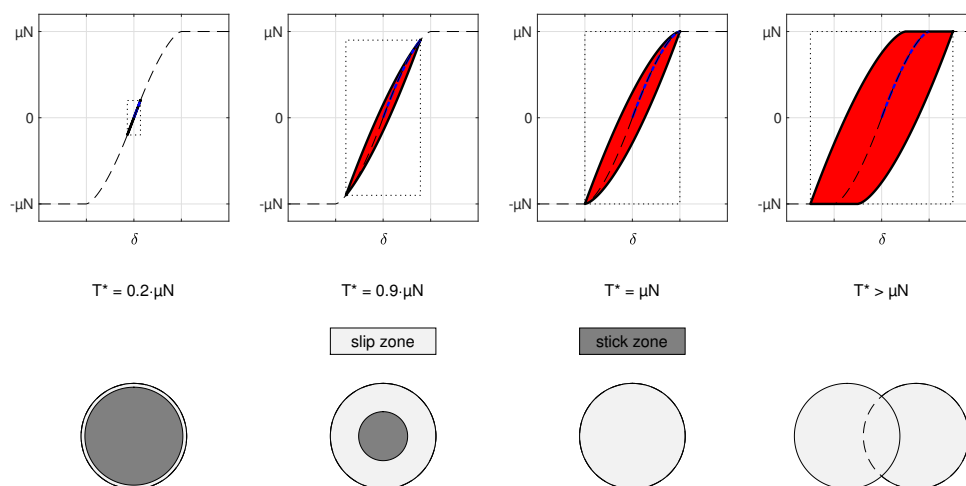 µN µN µN µN
0 0 0 0
-µN -µN -µN -µN
δ δ δ δ
T* = 0.2·µN T* = 0.9·µN T* = µN T* > µN
slip zone stick zone